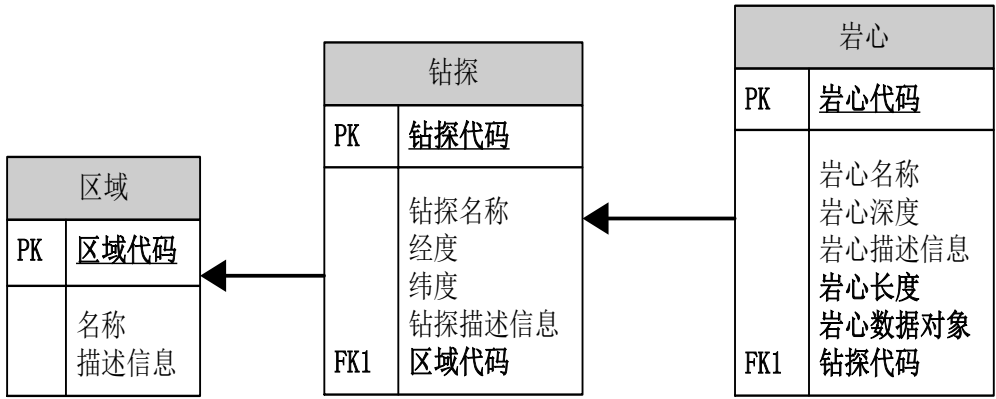 区域
PK 区域代码
名称
描述信息
钻探
PK 钻探代码
钻探名称
经度
纬度
钻探描述信息
FK1 区域代码
岩心
PK 岩心代码
岩心名称
岩心深度
岩心描述信息
岩心长度
岩心数据对象
FK1 钻探代码